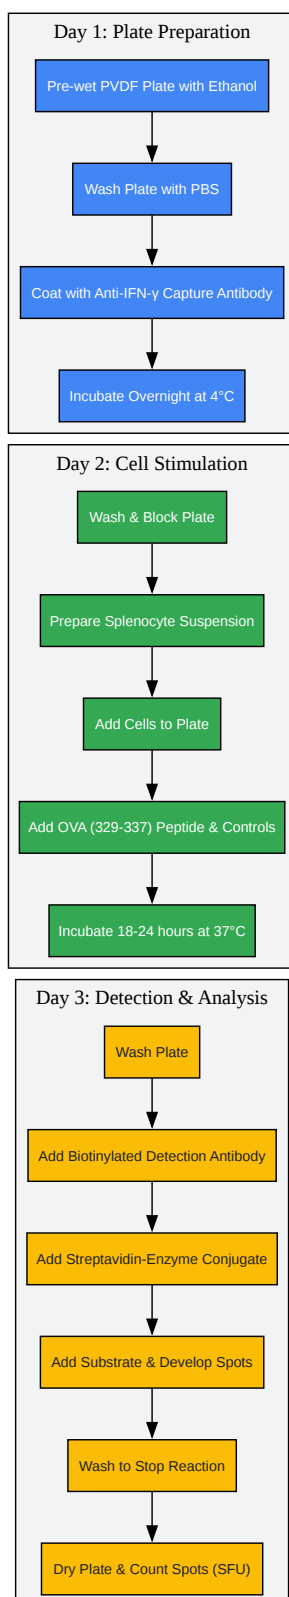 Day 1: Plate Preparation
Pre-wet PVDF Plate with Ethanol
Wash Plate with PBS
Coat with Anti-IFN-γ Capture Antibody
Incubate Overnight at 4°C
Day 2: Cell Stimulation
Wash & Block Plate
Prepare Splenocyte Suspension
Add Cells to Plate
Add OVA (329-337) Peptide & Controls
Incubate 18-24 hours at 37°C
Day 3: Detection & Analysis
Wash Plate
Add Biotinylated Detection Antibody
Add Streptavidin-Enzyme Conjugate
Add Substrate & Develop Spots
Wash to Stop Reaction
Dry Plate & Count Spots (SFU)